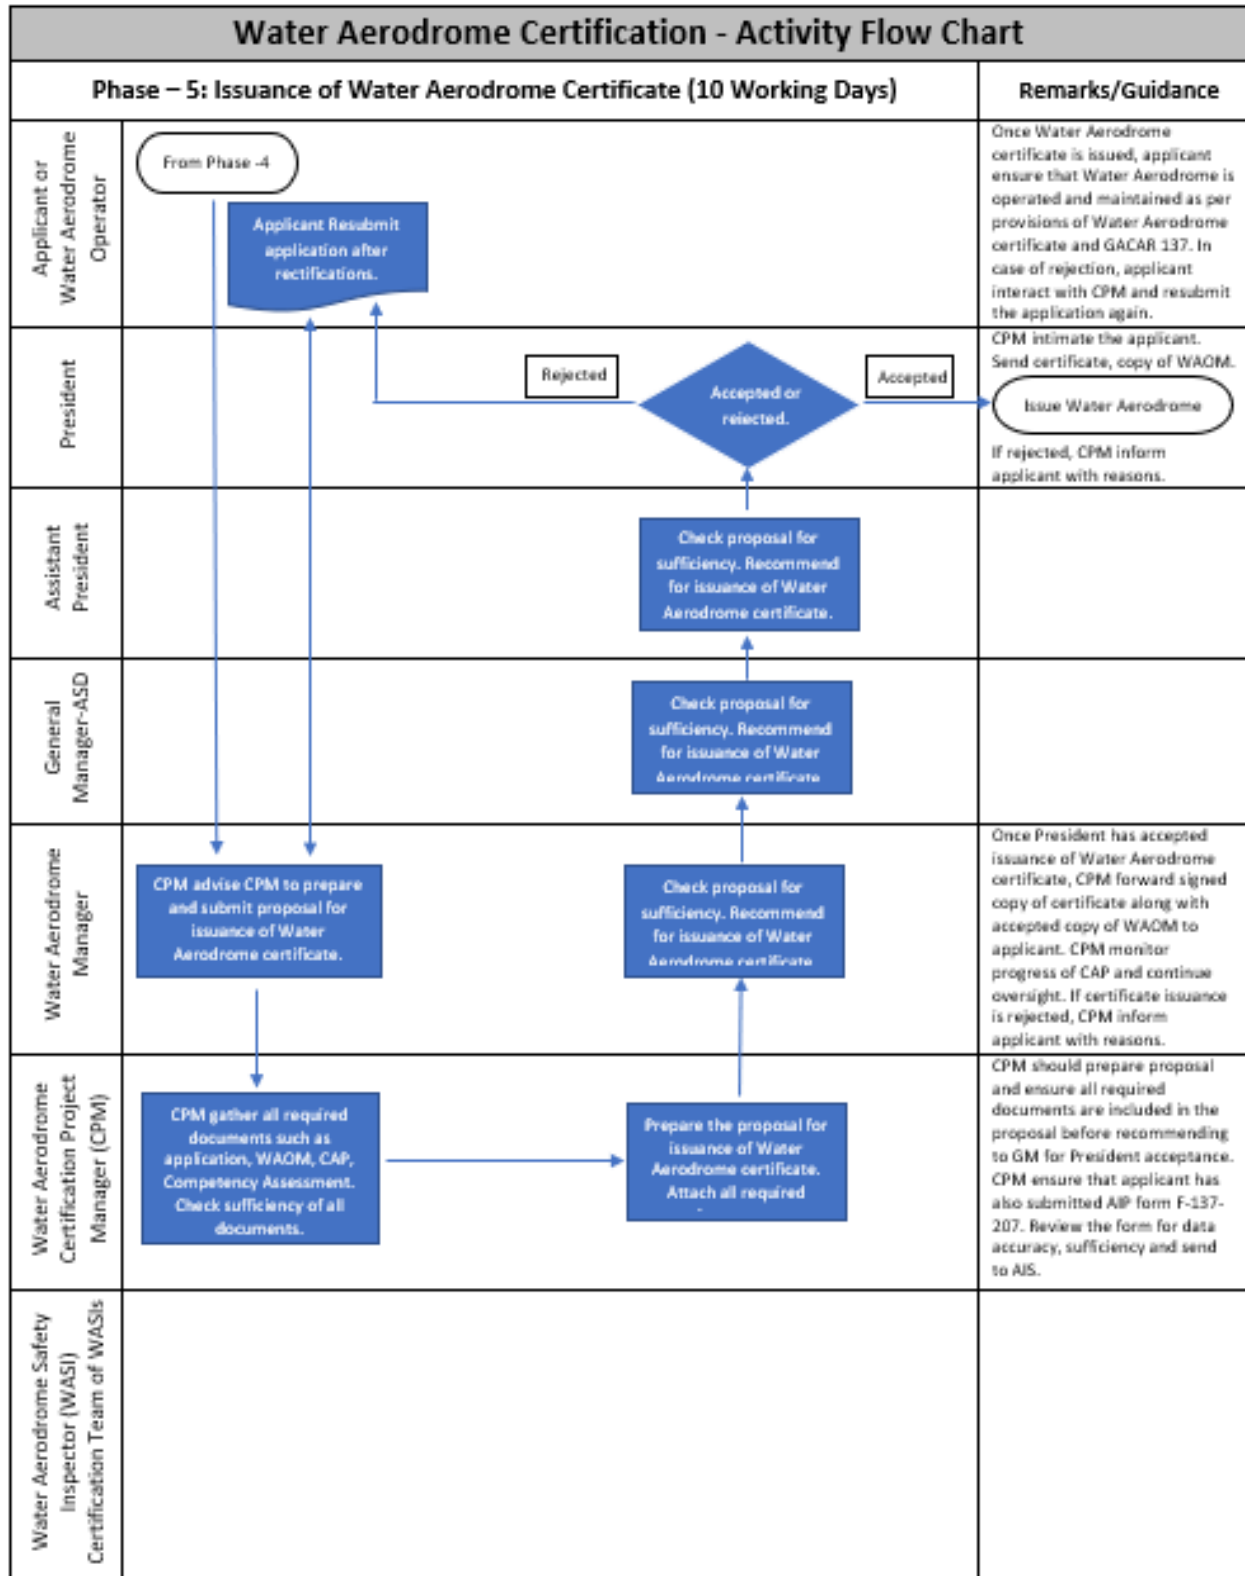 Water Aerodrome Certification - Activity Flow Chart
Phase – 5: Issuance of Water Aerodrome Certificate (10 Working Days)
Remarks/Guidance
Applicant or
Water Aerodrome
Operator
From Phase -4
Applicant Resubmit
application after
rectifications.
Once Water Aerodrome
certificate is issued, applicant
ensure that Water Aerodrome is
operated and maintained as per
provisions of Water Aerodrome
certificate and GACAR 137. In
case of rejection, applicant
interact with CPM and resubmit
the application again.
President
Rejected
Accepted or
rejected.
Accepted
CPM intimate the applicant.
Send certificate, copy of WAOM.
Issue Water Aerodrome
If rejected, CPM inform
applicant with reasons.
Assistant
President
Check proposal for
sufficiency. Recommend
for issuance of Water
Aerodrome certificate.
General
Manager-ASD
Check proposal for
sufficiency. Recommend
for issuance of Water
Aerodrome certificate
Water Aerodrome
Manager
CPM advise CPM to prepare
and submit proposal for
issuance of Water
Aerodrome certificate.
Check proposal for
sufficiency. Recommend
for issuance of Water
Aerodrome certificate
Once President has accepted
issuance of Water Aerodrome
certificate, CPM forward signed
copy of certificate along with
accepted copy of WAOM to
applicant. CPM monitor
progress of CAP and continue
oversight. If certificate issuance
is rejected, CPM inform
applicant with reasons.
Water Aerodrome
Certification Project
Manager (CPM)
CPM gather all required
documents such as
application, WAOM, CAP,
Competency Assessment.
Check sufficiency of all
documents.
Prepare the proposal for
issuance of Water
Aerodrome certificate.
Attach all required
CPM should prepare proposal
and ensure all required
documents are included in the
proposal before recommending
to GM for President acceptance.
CPM ensure that applicant has
also submitted AIP form F-137-
207. Review the form for data
accuracy, sufficiency and send
to AIS.
Water Aerodrome Safety
Inspector (WASI)
Certification Team of WASIs